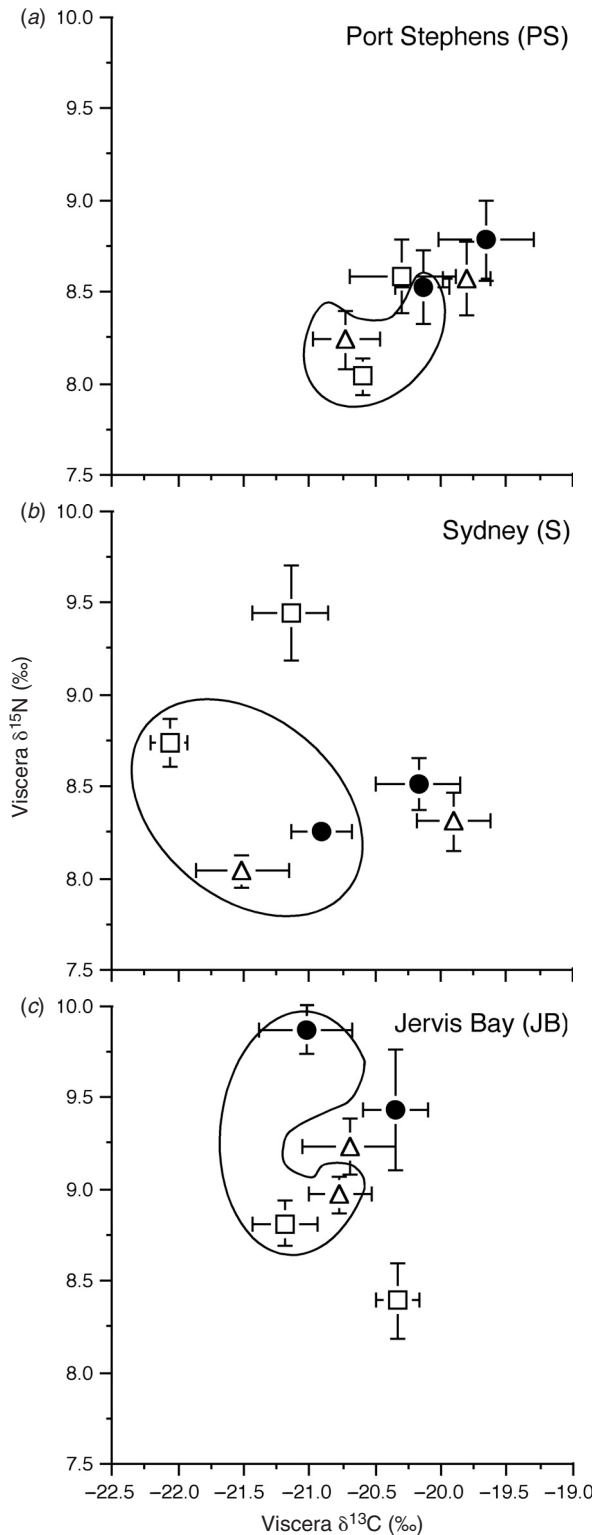 (a)
Port Stephens (PS)
10.0
9.5
9.0
8.5
8.0
7.5
(b)
Sydney (S)
10.0
9.5
9.0
8.5
8.0
7.5
Viscera δ¹⁵N (‰)
(c)
Jervis Bay (JB)
10.0
9.5
9.0
8.5
8.0
7.5
–22.5 –22.0 –21.5 –21.0 –20.5 –20.0 –19.5 –19.0
Viscera δ¹³C (‰)